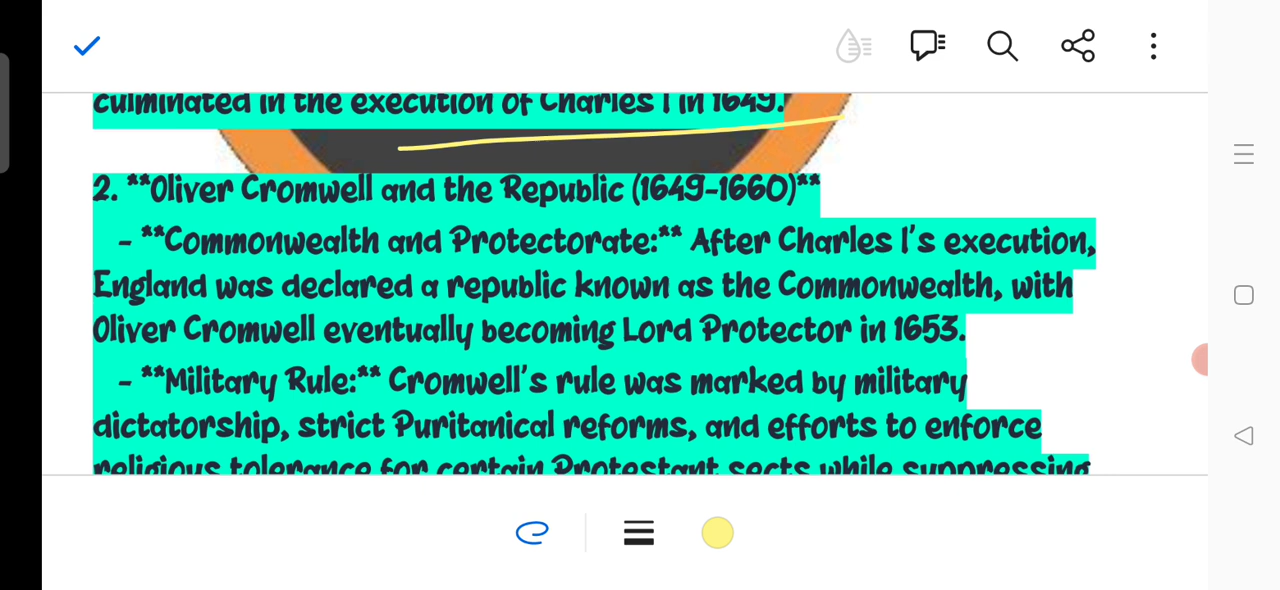 culminated in the execution of Charles I in 1649.
2. **Oliver Cromwell and the Republic (1649-1660)**
- **Commonwealth and Protectorate:** After Charles I's execution,
England was declared a republic known as the Commonwealth, with
Oliver Cromwell eventually becoming Lord Protector in 1653.
- **Military Rule:** Cromwell's rule was marked by military
dictatorship, strict Puritanical reforms, and efforts to enforce
religious tolerance for certain Protestant sects while suppressing